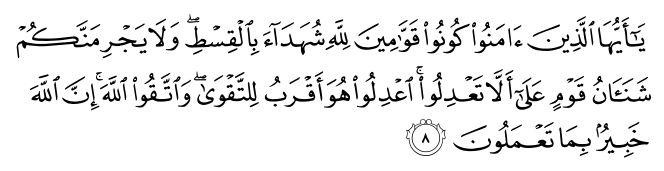 يَٰٓأَيُّهَا ٱلَّذِينَ ءَامَنُوا۟ كُونُوا۟ قَوَّٰمِينَ لِلَّهِ شُهَدَآءَ بِٱلْقِسْطِ ۖ وَلَا يَجْرِمَنَّكُمْ
شَنَـَٔانُ قَوْمٍ عَلَىٰٓ أَلَّا تَعْدِلُوا۟ ۚ ٱعْدِلُوا۟ هُوَ أَقْرَبُ لِلتَّقْوَىٰ ۖ وَٱتَّقُوا۟ ٱللَّهَ ۚ إِنَّ ٱللَّهَ
خَبِيرٌۢ بِمَا تَعْمَلُونَ ٨